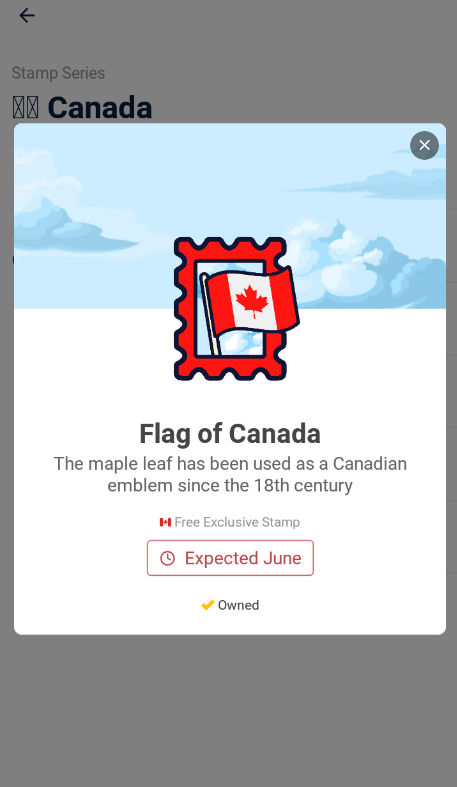 Stamp Series
Canada
Flag of Canada
The maple leaf has been used as a Canadian
emblem since the 18th century
Free Exclusive Stamp
Expected June
Owned